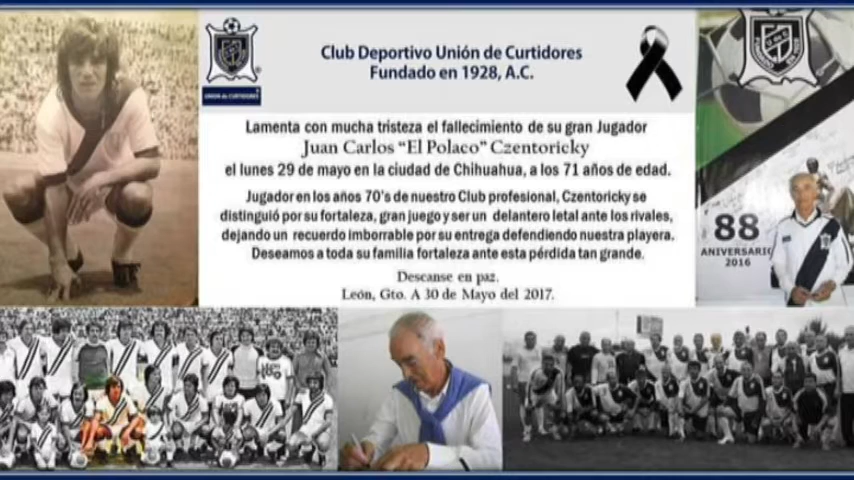 Club Deportivo Unión de Curtidores
Fundado en 1928, A.C.
UNIÓN de CURTIDORES
Lamenta con mucha tristeza el fallecimiento de su gran Jugador
Juan Carlos “El Polaco” Czentoricky
el lunes 29 de mayo en la ciudad de Chihuahua, a los 71 años de edad.
Jugador en los años 70's de nuestro Club profesional, Czentoricky se
distinguió por su fortaleza, gran juego y ser un delantero letal ante los rivales,
dejando un recuerdo imborrable por su entrega defendiendo nuestra playera.
Deseamos a toda su familia fortaleza ante esta pérdida tan grande.
Descanse en paz.
León, Gto. A 30 de Mayo del 2017.
88
ANIVERSARIO
2016